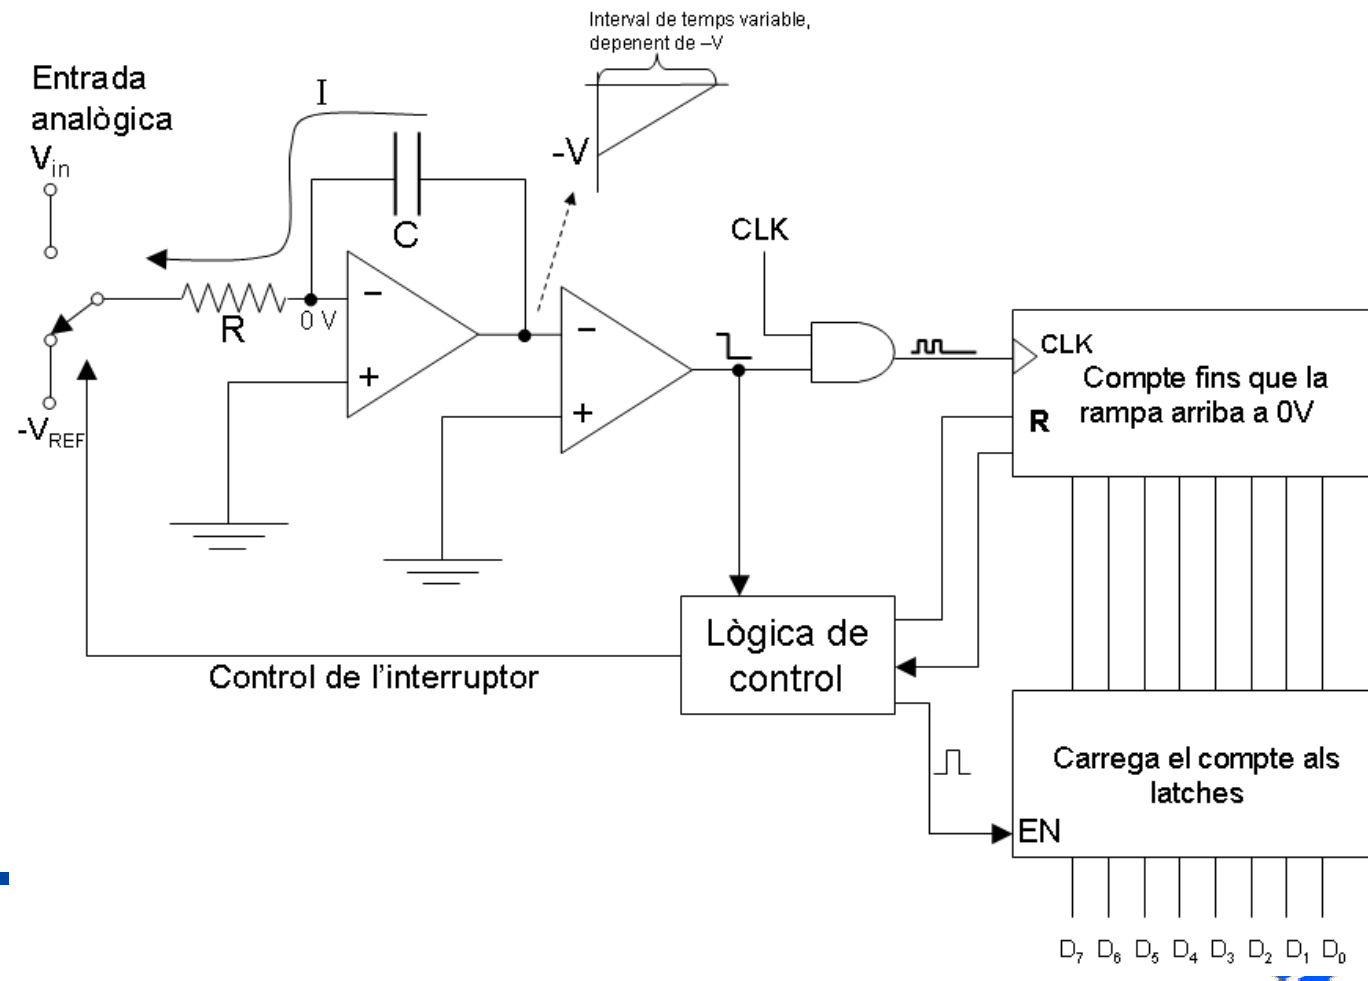 Interval de temps variable,
depenent de –V
Entrada
analògica
Vin
I
-V
C
CLK
R
0 V
−
+
−
+
-VREF
CLK
Compte fins que la
rampa arriba a 0V
R
Lògica de
control
Control de l'interruptor
Carrega el compte als
latches
EN
D7 D6 D5 D4 D3 D2 D1 D0